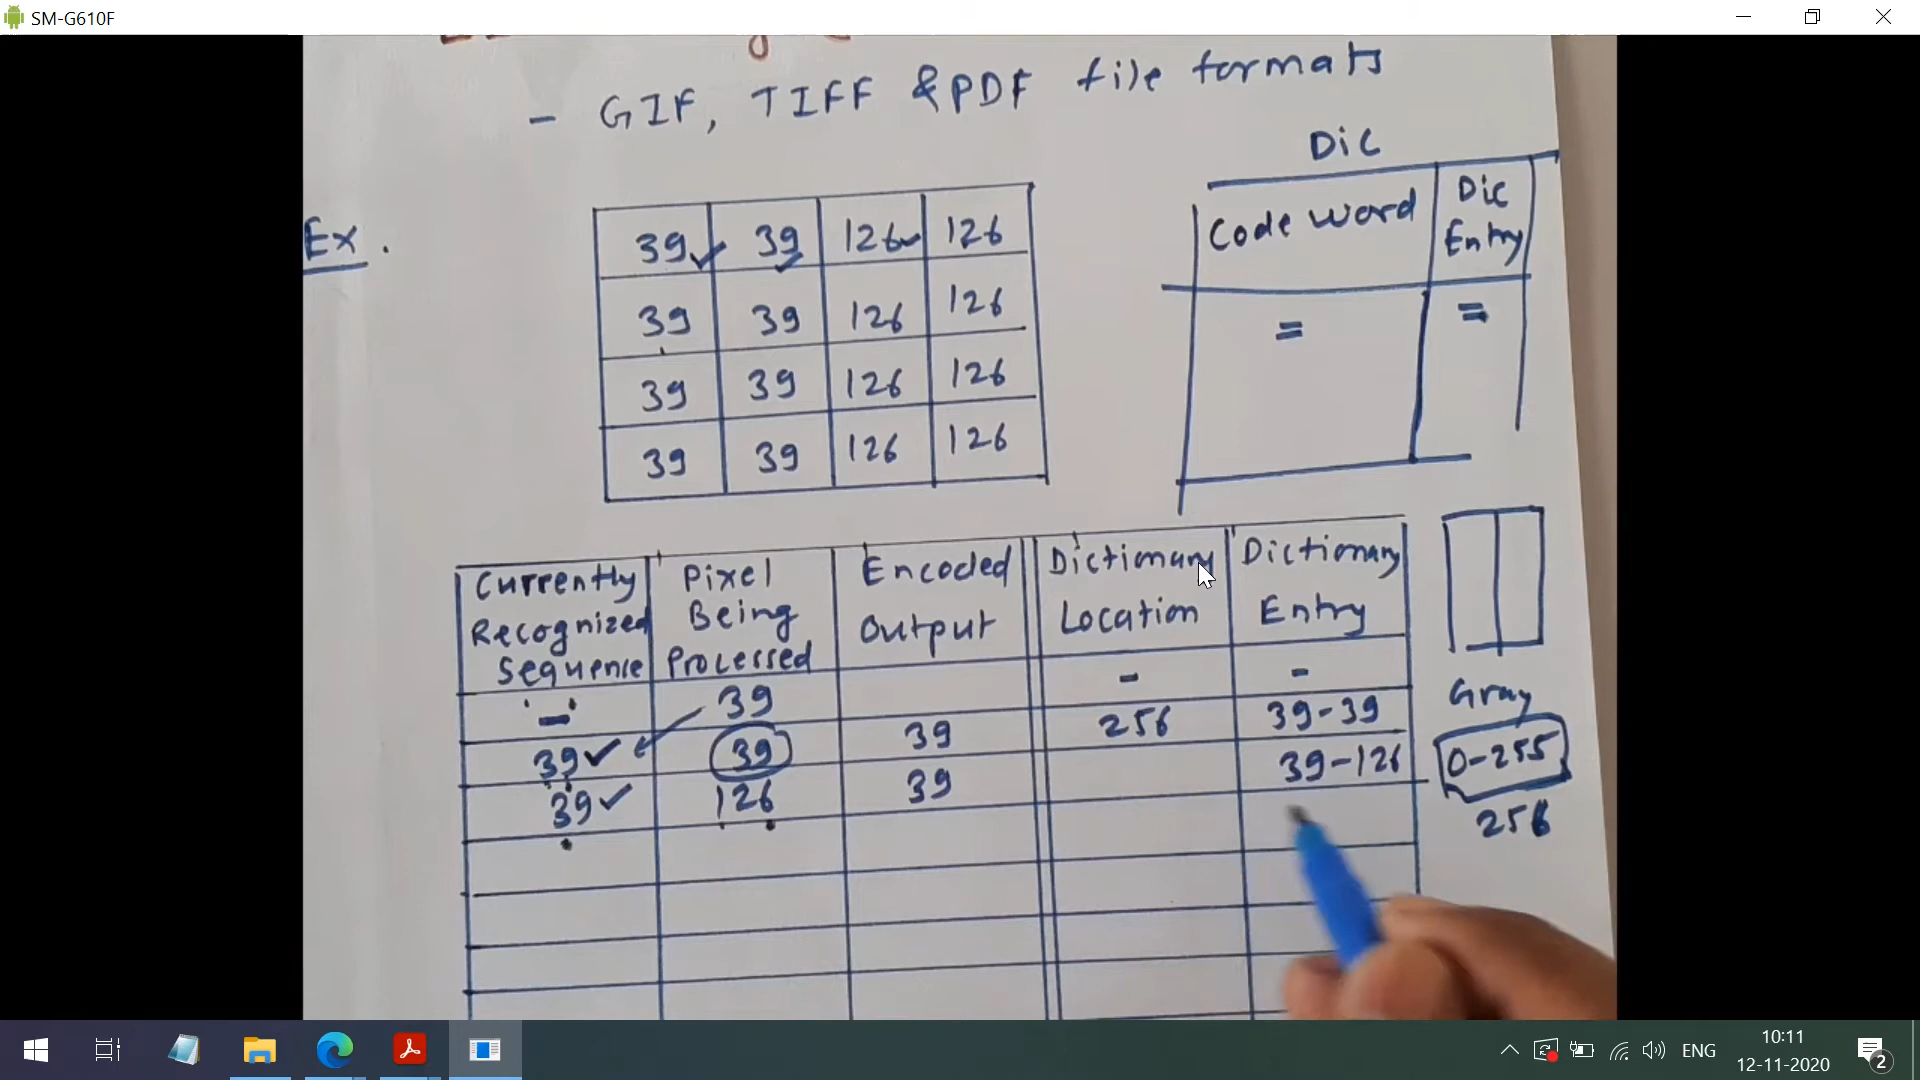 SM-G610F
- GIF, TIFF & PDF file formats
Ex.
39 39 126 126
39 39 126 126
39 39 126 126
39 39 126 126
Dic
Code Word
Dic Entry
=
=
Currently Recognized Sequence
Pixel Being Processed
Encoded Output
Dictionary Location
Dictionary Entry
- 39 - -
39 39 39 256 39-39
39 126 39 39-126
Gray
0-255
256
ENG
10:11
12-11-2020
2